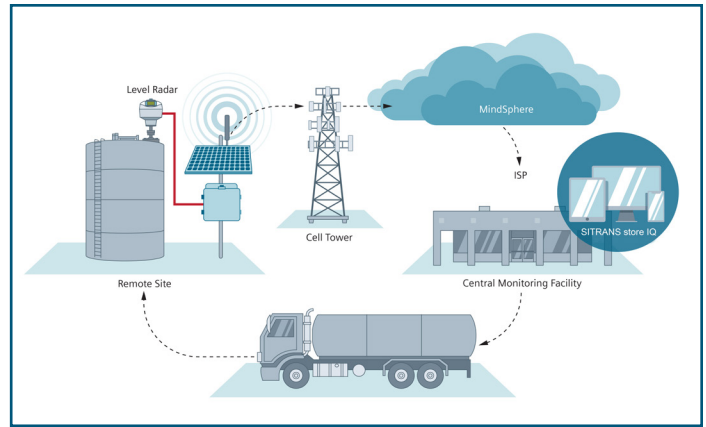 Level Radar
MindSphere
ISP
SITRANS store IQ
Cell Tower
Remote Site
Central Monitoring Facility